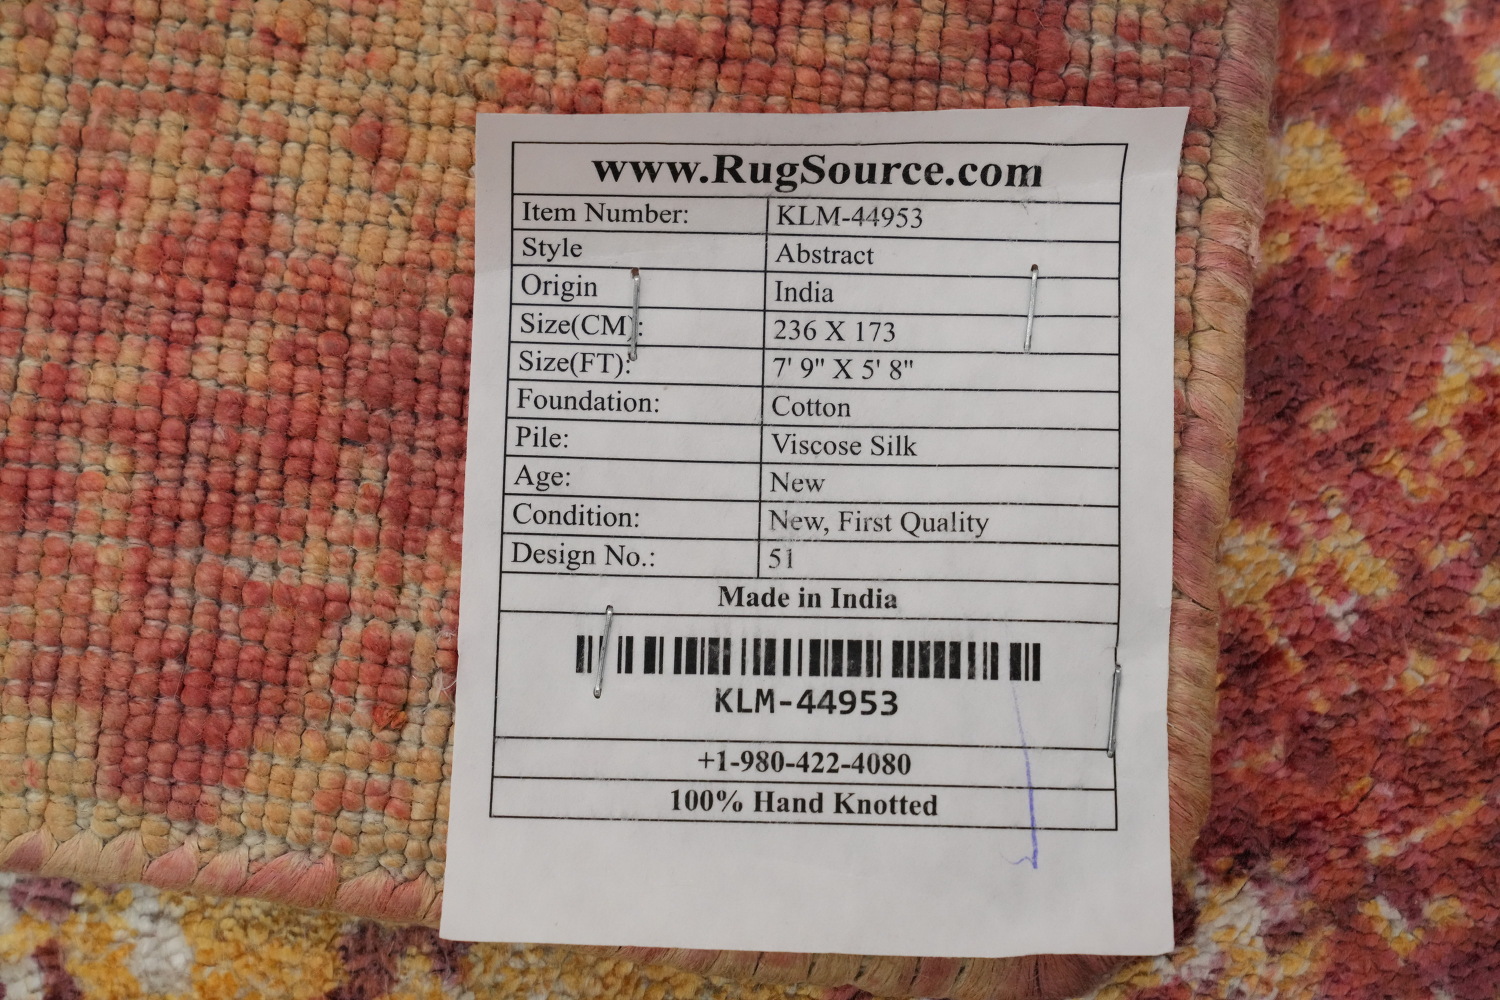 www.RugSource.com
Item Number: KLM-44953
Style Abstract
Origin India
Size(CM): 236 X 173
Size(FT): 7' 9" X 5' 8"
Foundation: Cotton
Pile: Viscose Silk
Age: New
Condition: New, First Quality
Design No.: 51
Made in India
KLM-44953
+1-980-422-4080
100% Hand Knotted